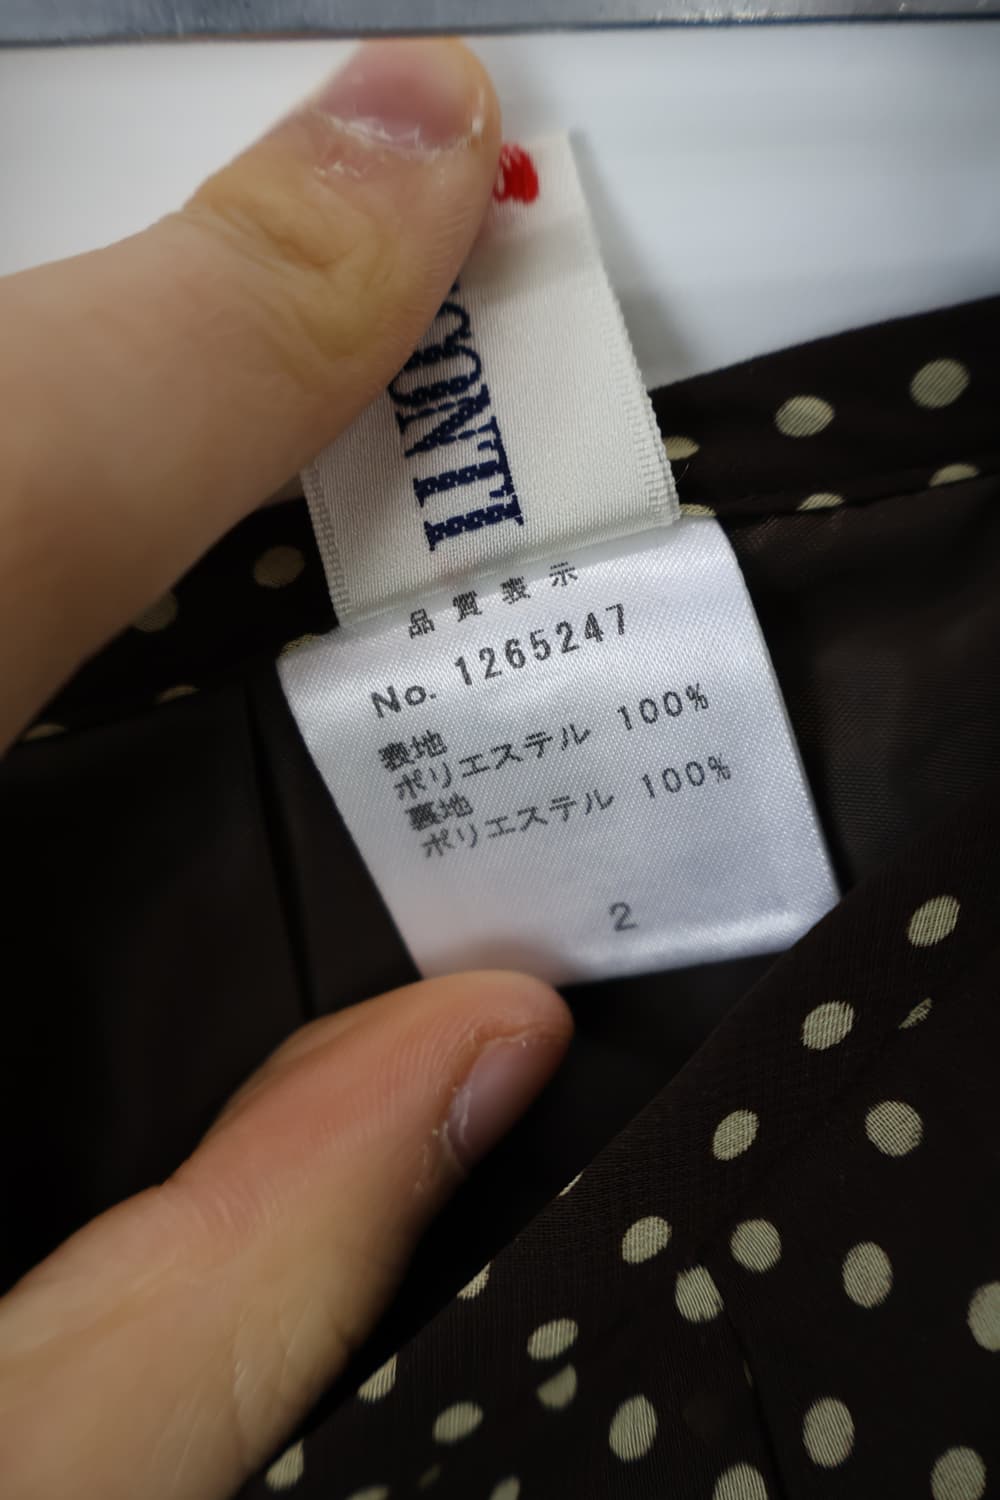 品質表示
No. 1265247
表地
ポリエステル 100%
裏地
ポリエステル 100%
2